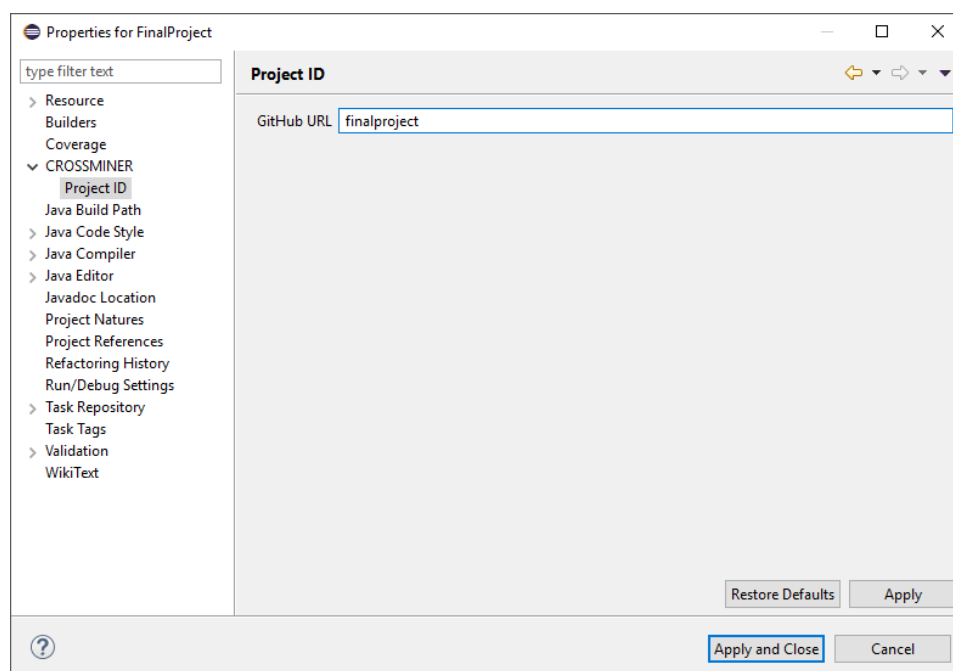 Properties for FinalProject
type filter text
Resource
Builders
Coverage
CROSSMINER
Project ID
Java Build Path
Java Code Style
Java Compiler
Java Editor
Javadoc Location
Project Natures
Project References
Refactoring History
Run/Debug Settings
Task Repository
Task Tags
Validation
WikiText
Project ID
GitHub URL finalproject
Restore Defaults Apply
? Apply and Close Cancel